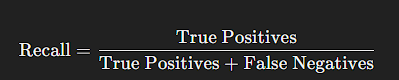 Recall = True Positives / True Positives + False Negatives